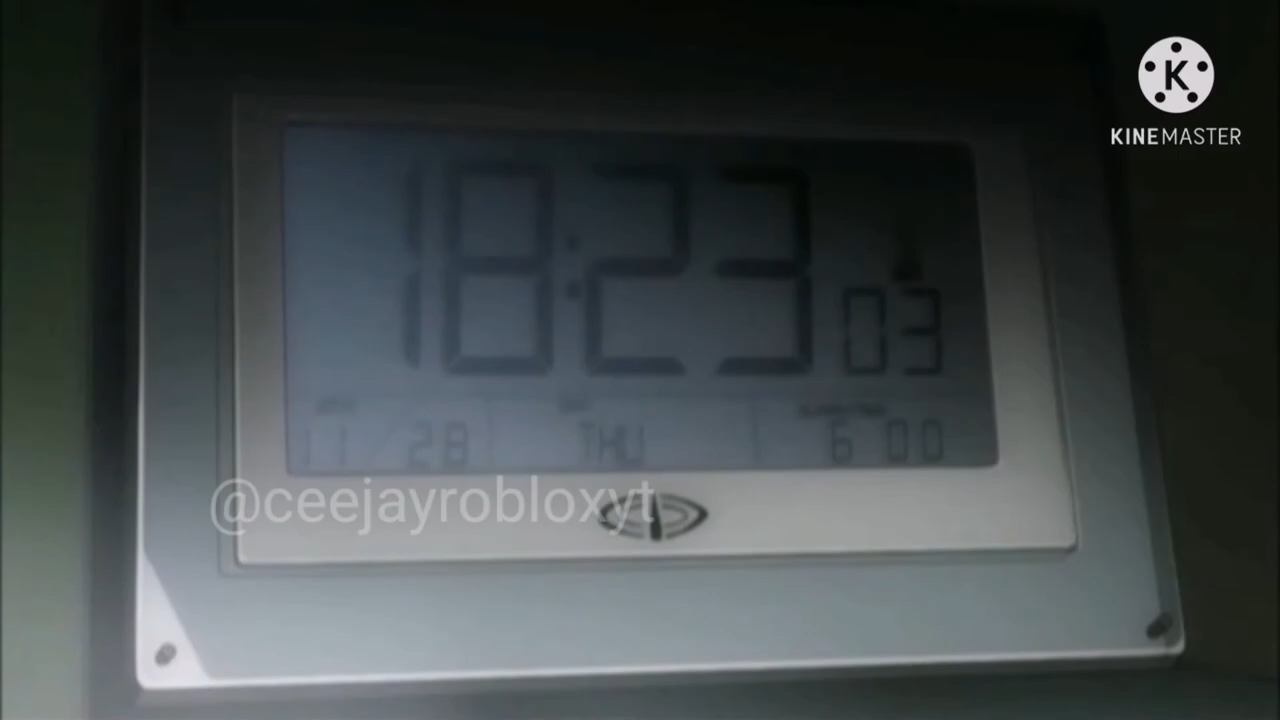 K
KINEMASTER
18:23 03
11 / 28 THU 6 00
@ceejayrobloxyt